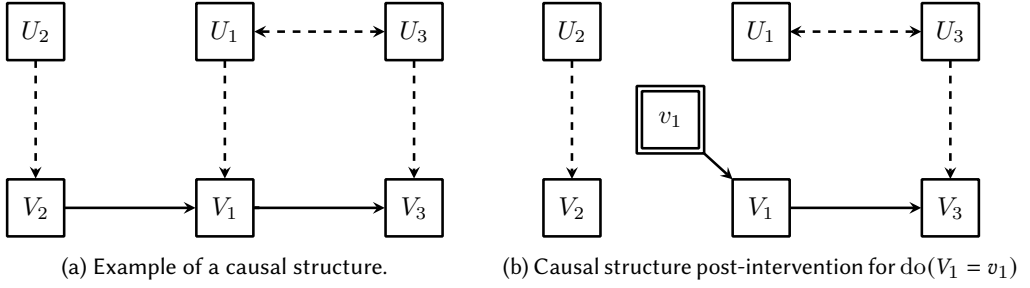 U₂ U₁ U₃ U₂ U₁ U₃
v₁
V₂ V₁ V₃ V₂ V₁ V₃
(a) Example of a causal structure. (b) Causal structure post-intervention for do(V₁ = v₁)